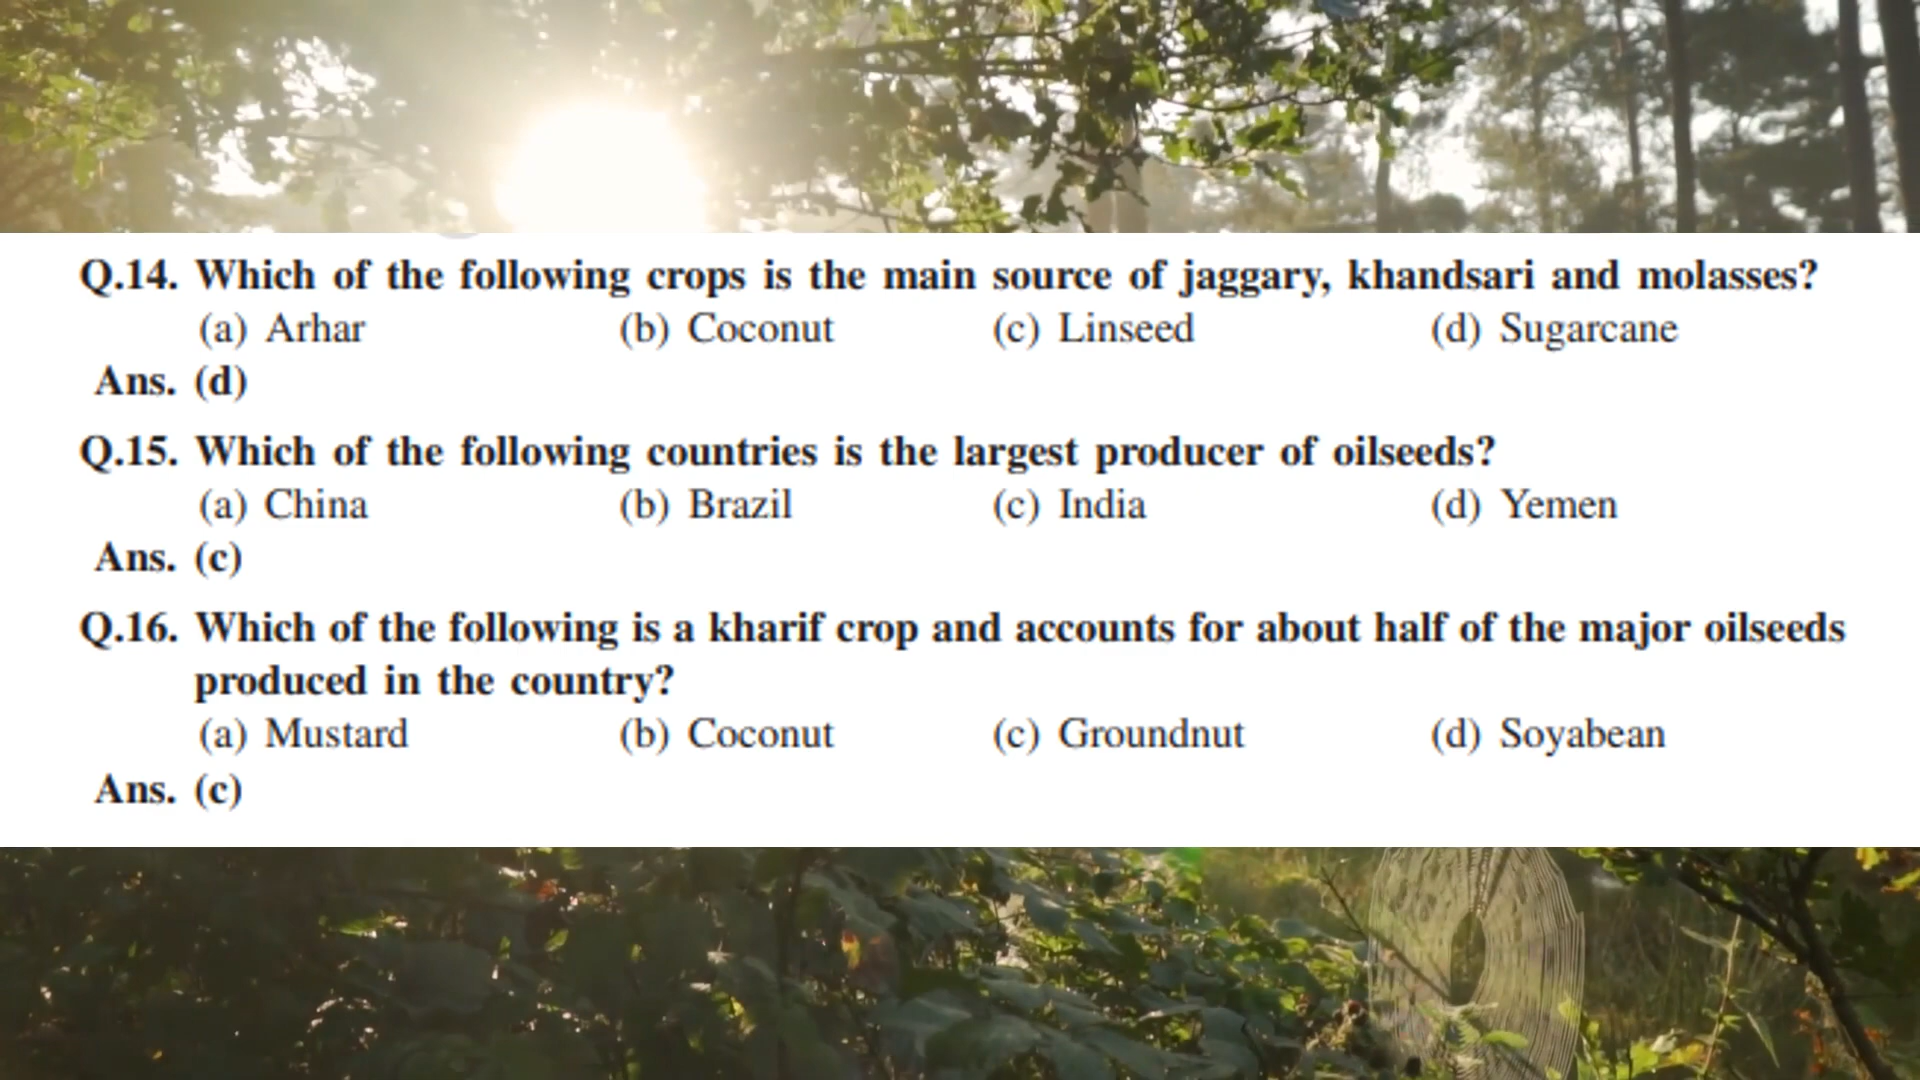 Q.14. Which of the following crops is the main source of jaggary, khandsari and molasses?
(a) Arhar (b) Coconut (c) Linseed (d) Sugarcane
Ans. (d)
Q.15. Which of the following countries is the largest producer of oilseeds?
(a) China (b) Brazil (c) India (d) Yemen
Ans. (c)
Q.16. Which of the following is a kharif crop and accounts for about half of the major oilseeds
produced in the country?
(a) Mustard (b) Coconut (c) Groundnut (d) Soyabean
Ans. (c)